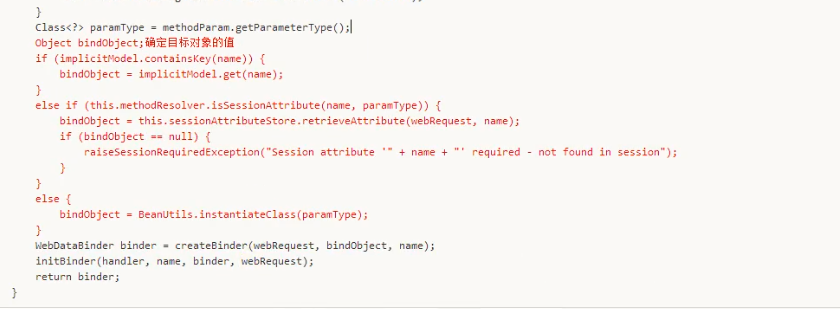 }
Class<?> paramType = methodParam.getParameterType();
Object bindObject;确定目标对象的值
if (implicitModel.containsKey(name)) {
bindObject = implicitModel.get(name);
}
else if (this.methodResolver.isSessionAttribute(name, paramType)) {
bindObject = this.sessionAttributeStore.retrieveAttribute(webRequest, name);
if (bindObject == null) {
raiseSessionRequiredException("Session attribute '" + name + "' required - not found in session");
}
}
else {
bindObject = BeanUtils.instantiateClass(paramType);
}
WebDataBinder binder = createBinder(webRequest, bindObject, name);
initBinder(handler, name, binder, webRequest);
return binder;
}